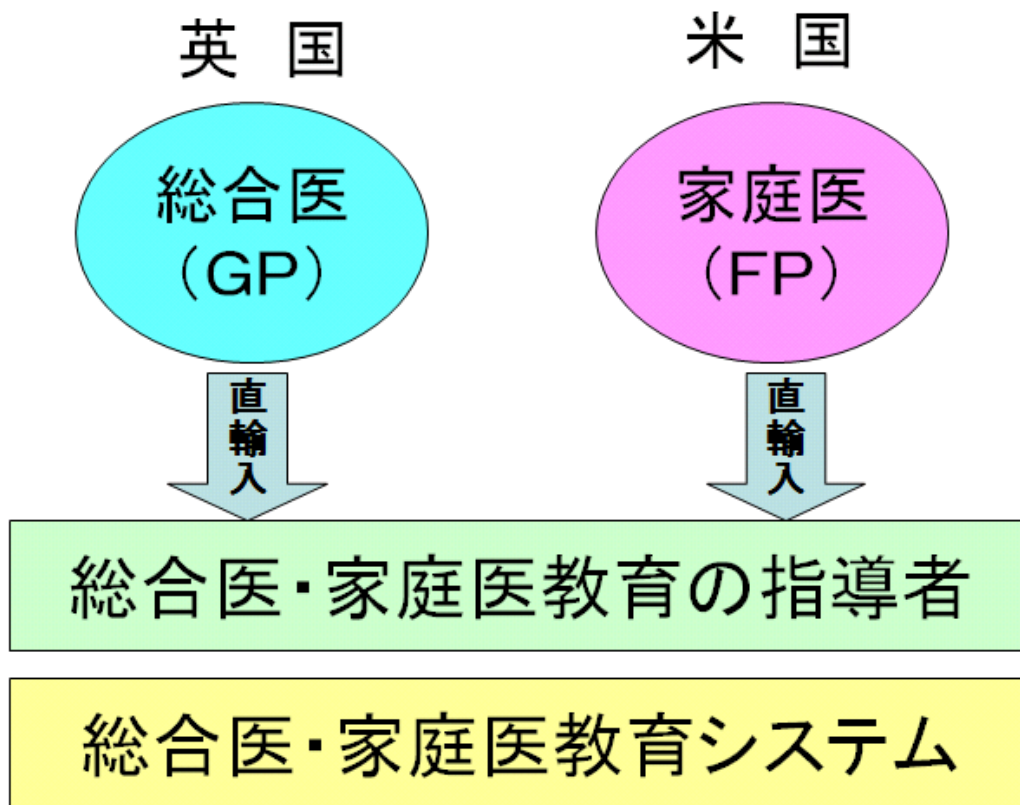 英 国
米 国
総合医
（GP）
家庭医
（FP）
直輸入
直輸入
総合医・家庭医教育の指導者
総合医・家庭医教育システム